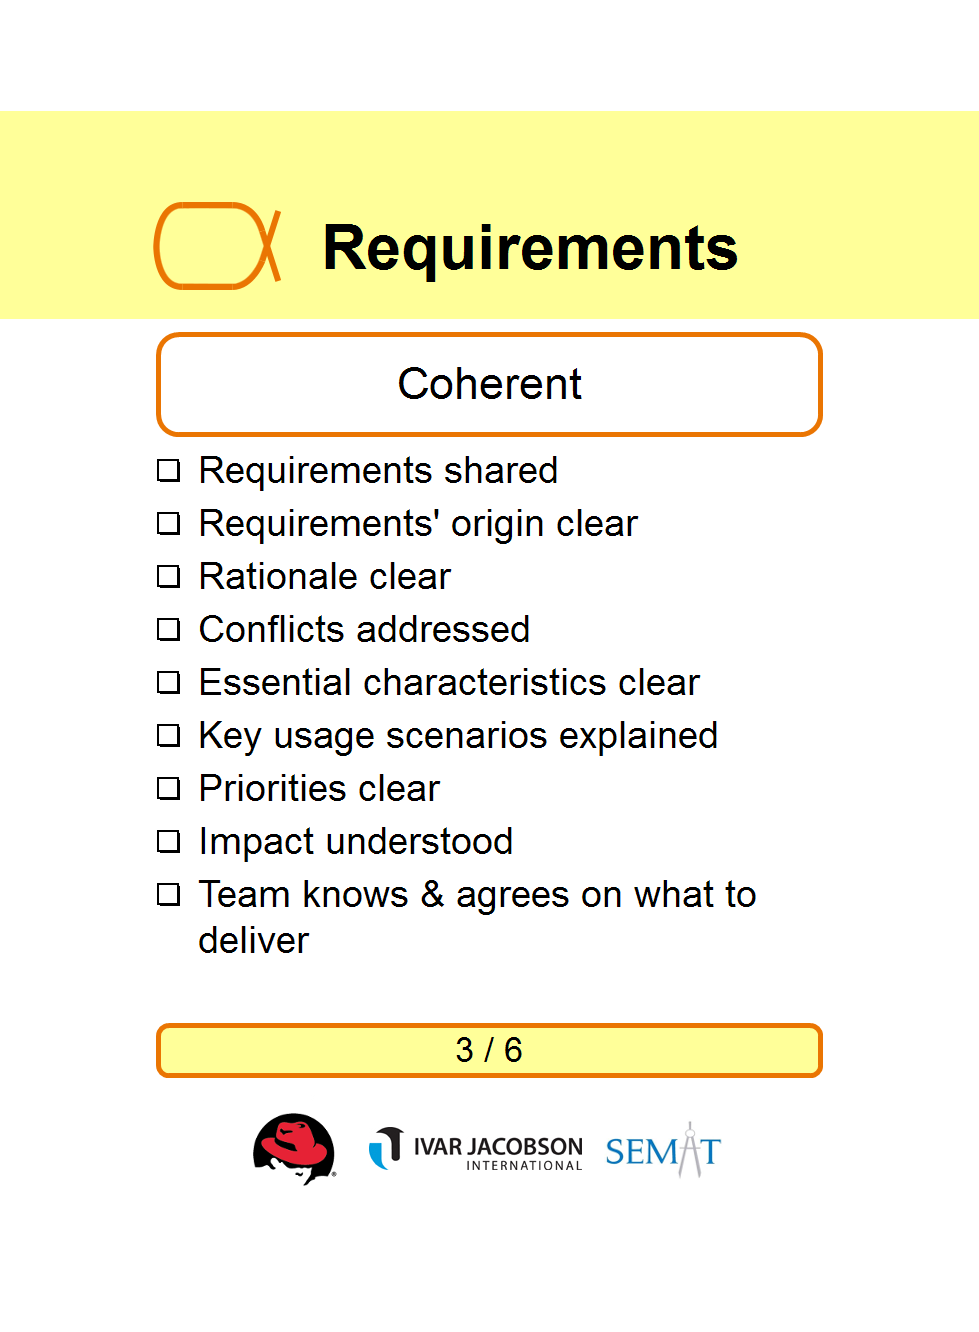 Requirements
Coherent
Requirements shared
Requirements' origin clear
Rationale clear
Conflicts addressed
Essential characteristics clear
Key usage scenarios explained
Priorities clear
Impact understood
Team knows & agrees on what to
deliver
3 / 6
IVAR JACOBSON
INTERNATIONAL
SEMAT